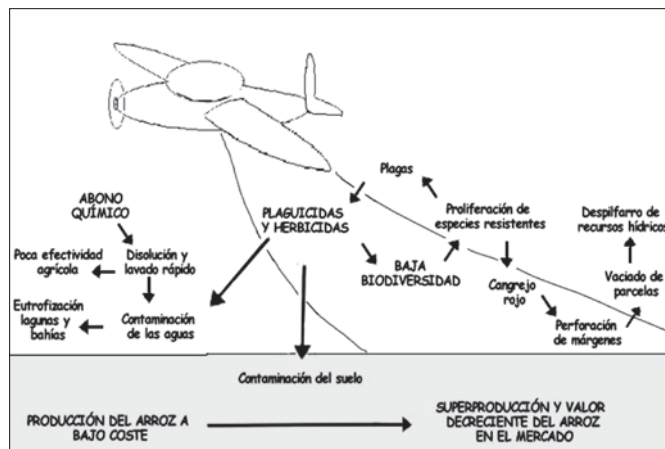 ABONO
QUÍMICO
Poca efectividad
agrícola
Disolución y
lavado rápido
Eutrofización
lagunas y
bahías
Contaminación
de las aguas
PLAGUICIDAS
Y HERBICIDAS
Plagas
BAJA
BIODIVERSIDAD
Proliferación de
especies resistentes
Cangrejo
rojo
Perforación
de márgenes
Despilfarro de
recursos hídricos
Vaciado de
parcelas
Contaminación del suelo
PRODUCCIÓN DEL ARROZ A
BAJO COSTE
SUPERPRODUCCIÓN Y VALOR
DECRECIENTE DEL ARROZ
EN EL MERCADO